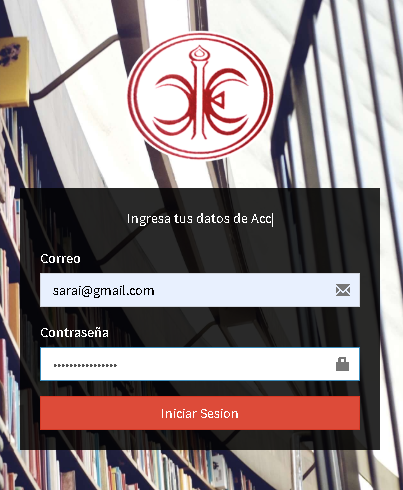 Ingresa tus datos de Acc
Correo
sarai@gmail.com
Contraseña
••••••••••••••••
Iniciar Sesion